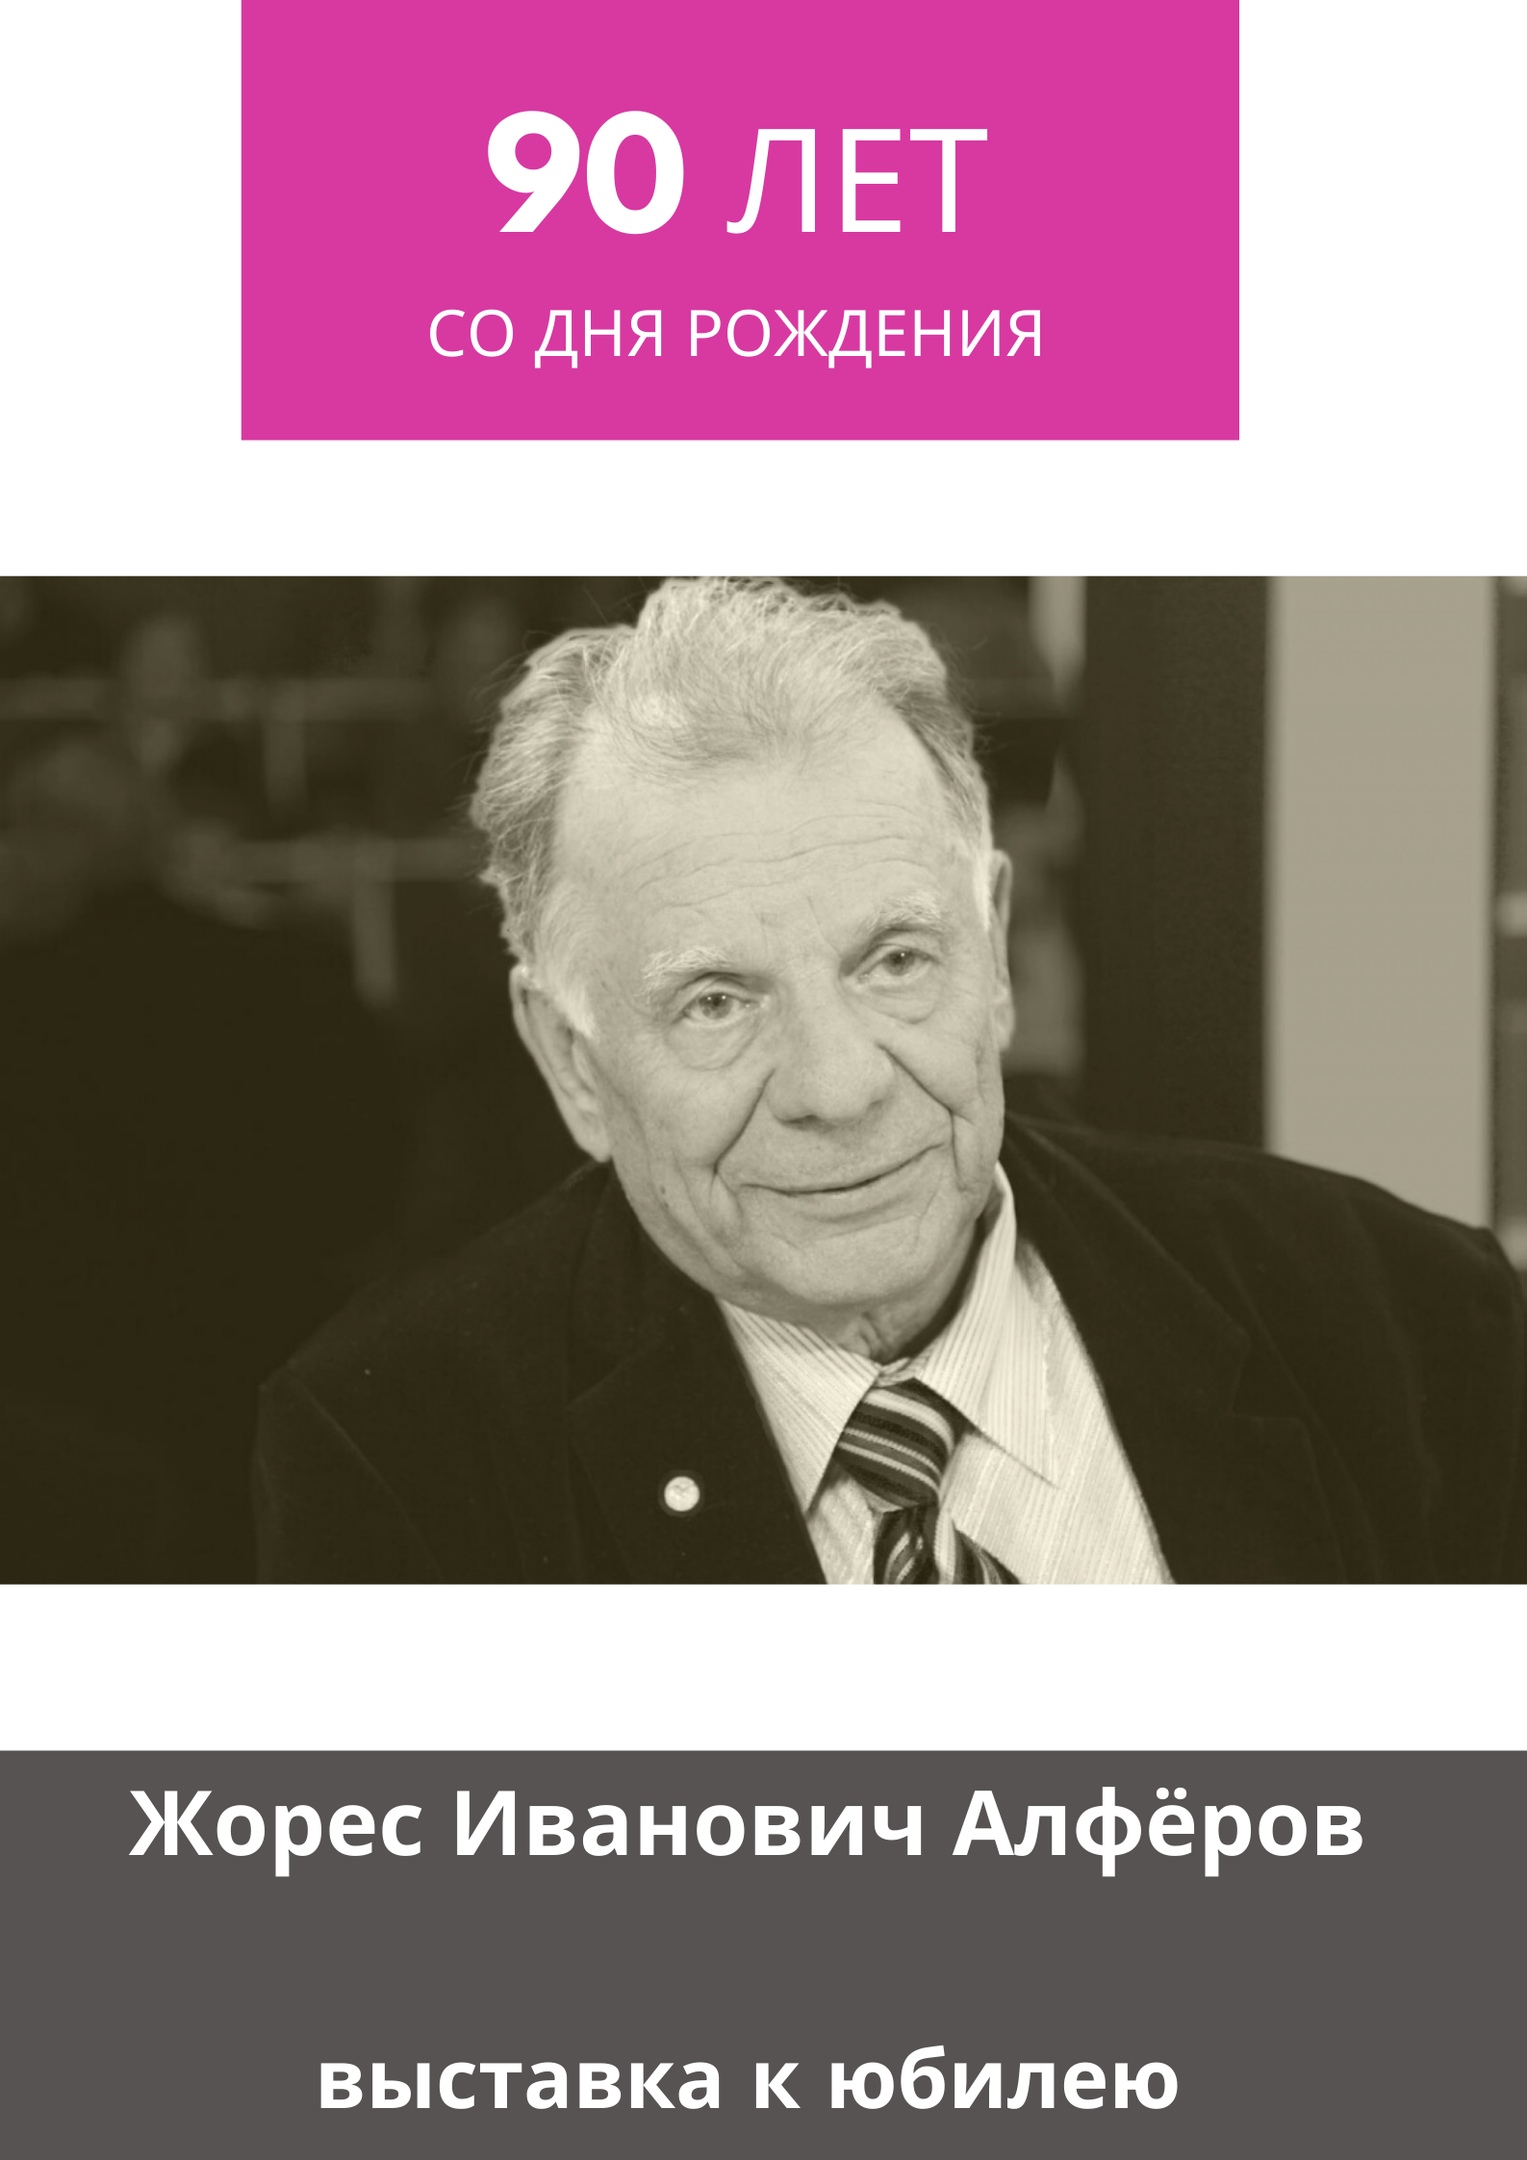 90 ЛЕТ
СО ДНЯ РОЖДЕНИЯ
Жорес Иванович Алфёров
выставка к юбилею